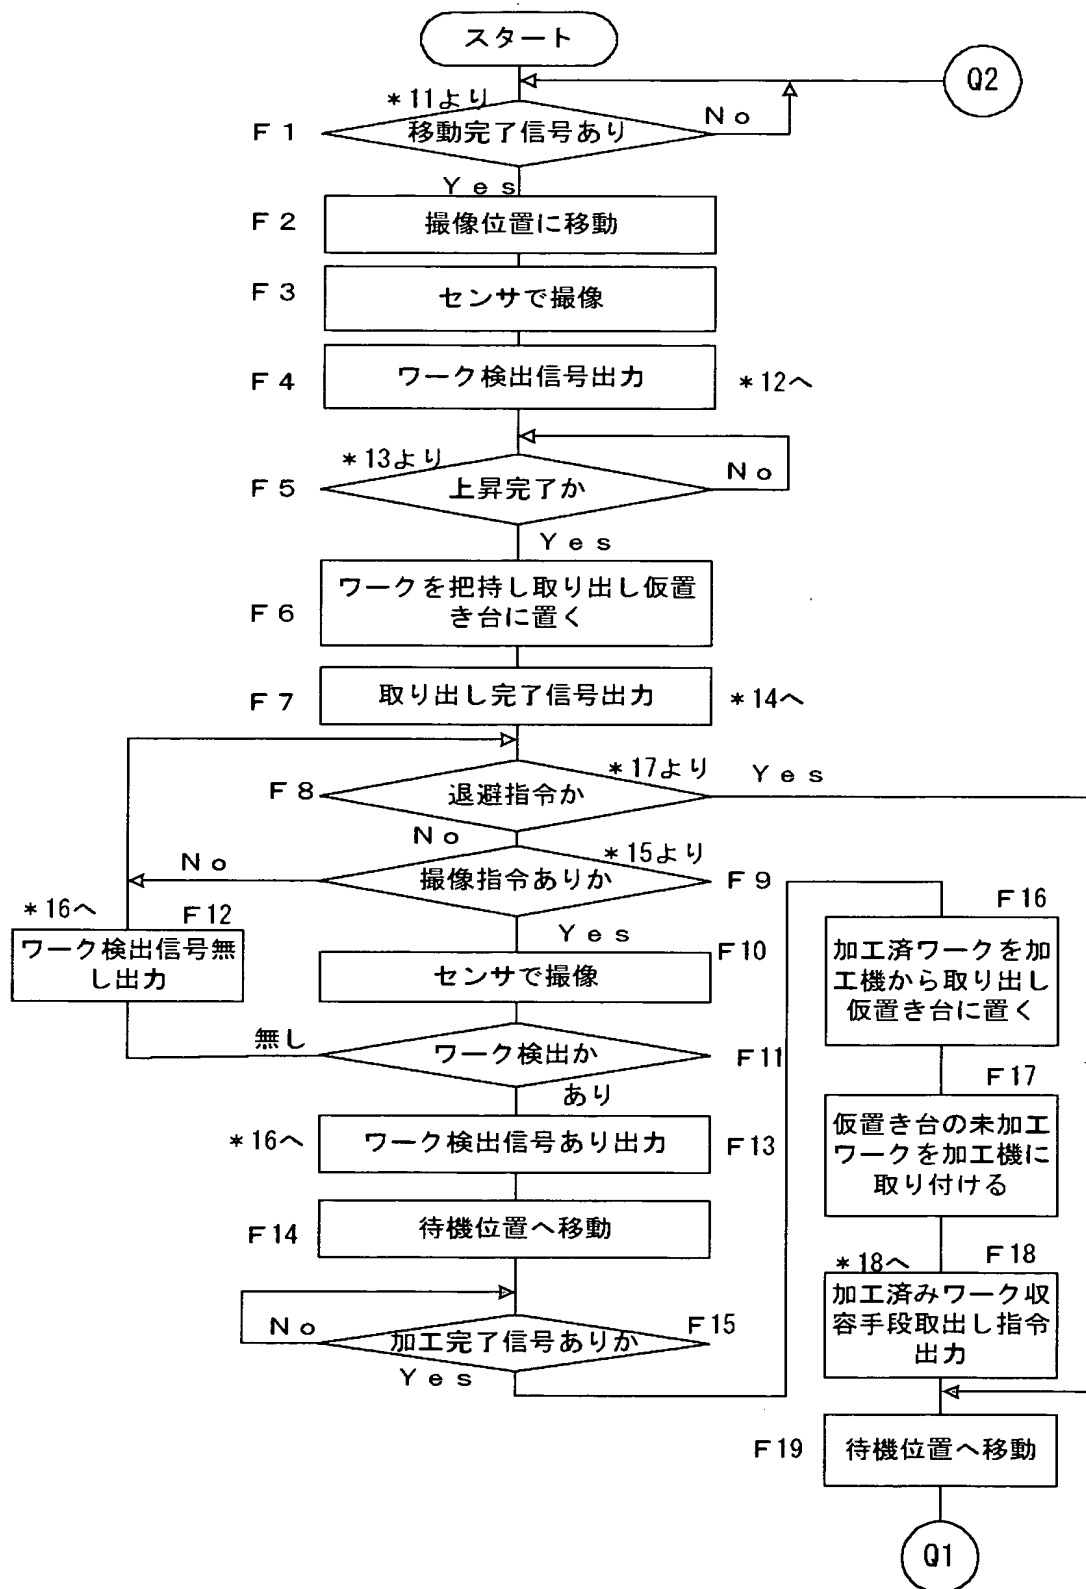 スタート
Q2
*11より
F1
移動完了信号あり
No
Yes
F2
撮像位置に移動
F3
センサで撮像
F4
ワーク検出信号出力
*12へ
*13より
F5
上昇完了か
No
Yes
F6
ワークを把持し取り出し仮置
き台に置く
F7
取り出し完了信号出力
*14へ
F8
*17より
退避指令か
Yes
No
*15より
No
撮像指令ありか
F9
*16へ
F12
ワーク検出信号無
し出力
Yes
F10
センサで撮像
無し
ワーク検出か
F11
あり
*16へ
ワーク検出信号あり出力
F13
F14
待機位置へ移動
No
加工完了信号ありか
F15
Yes
F16
加工済ワークを加
工機から取り出し
仮置き台に置く
F17
仮置き台の未加工
ワークを加工機に
取り付ける
*18へ
F18
加工済みワーク収
容手段取出し指令
出力
F19
待機位置へ移動
Q1